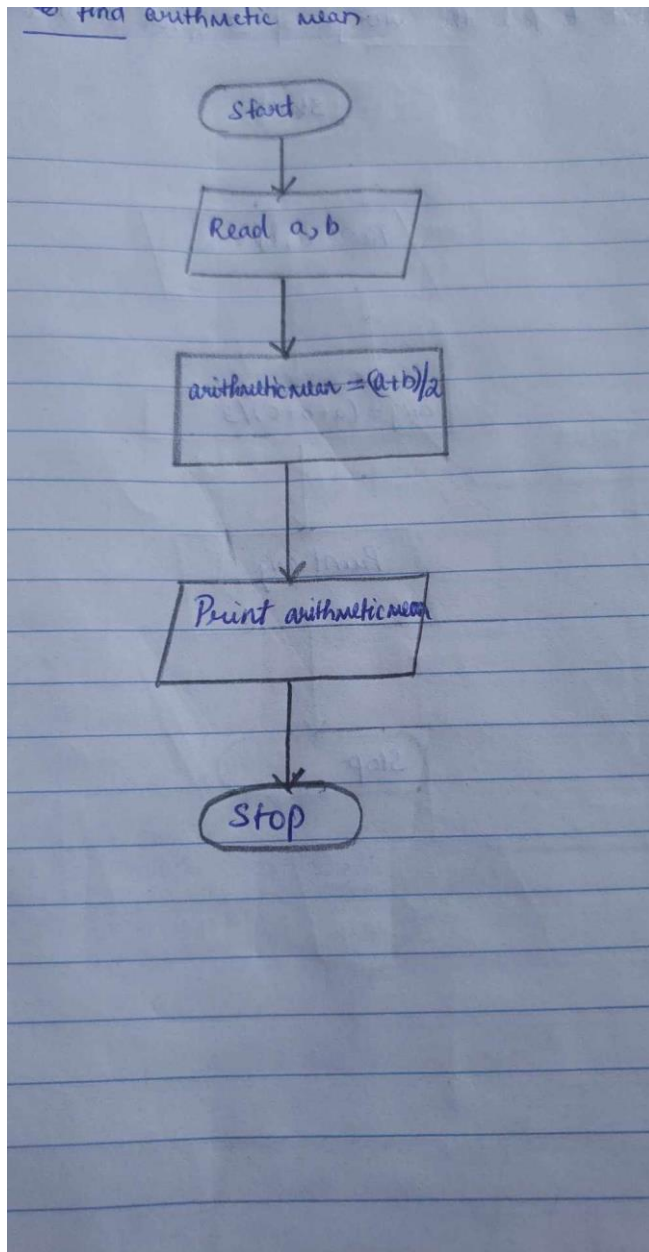 find arithmetic mean
Start
Read a, b
arithmeticmean = (a+b)/2
Print arithmeticmean
Stop